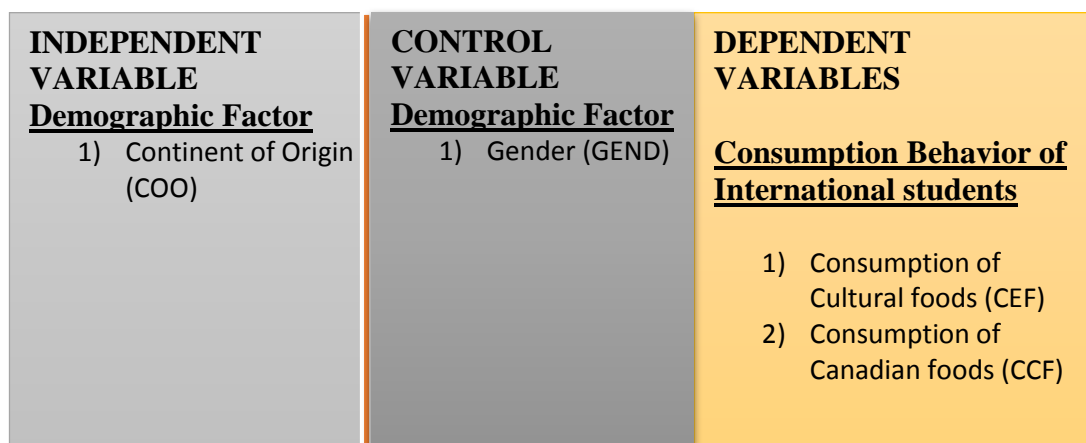 INDEPENDENT
VARIABLE
Demographic Factor
1) Continent of Origin
(COO)
CONTROL
VARIABLE
Demographic Factor
1) Gender (GEND)
DEPENDENT
VARIABLES
Consumption Behavior of
International students
1) Consumption of
Cultural foods (CEF)
2) Consumption of
Canadian foods (CCF)